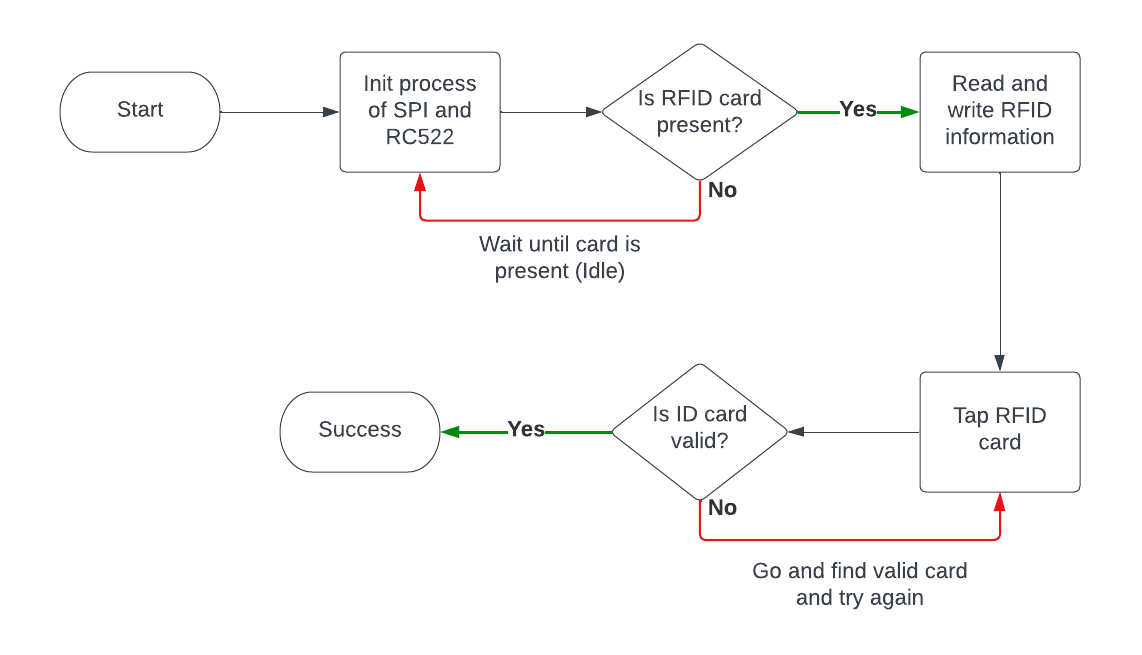 Start
Init process
of SPI and
RC522
Is RFID card
present?
Yes
Read and
write RFID
information
No
Wait until card is
present (Idle)
Tap RFID
card
Is ID card
valid?
Yes
Success
No
Go and find valid card
and try again